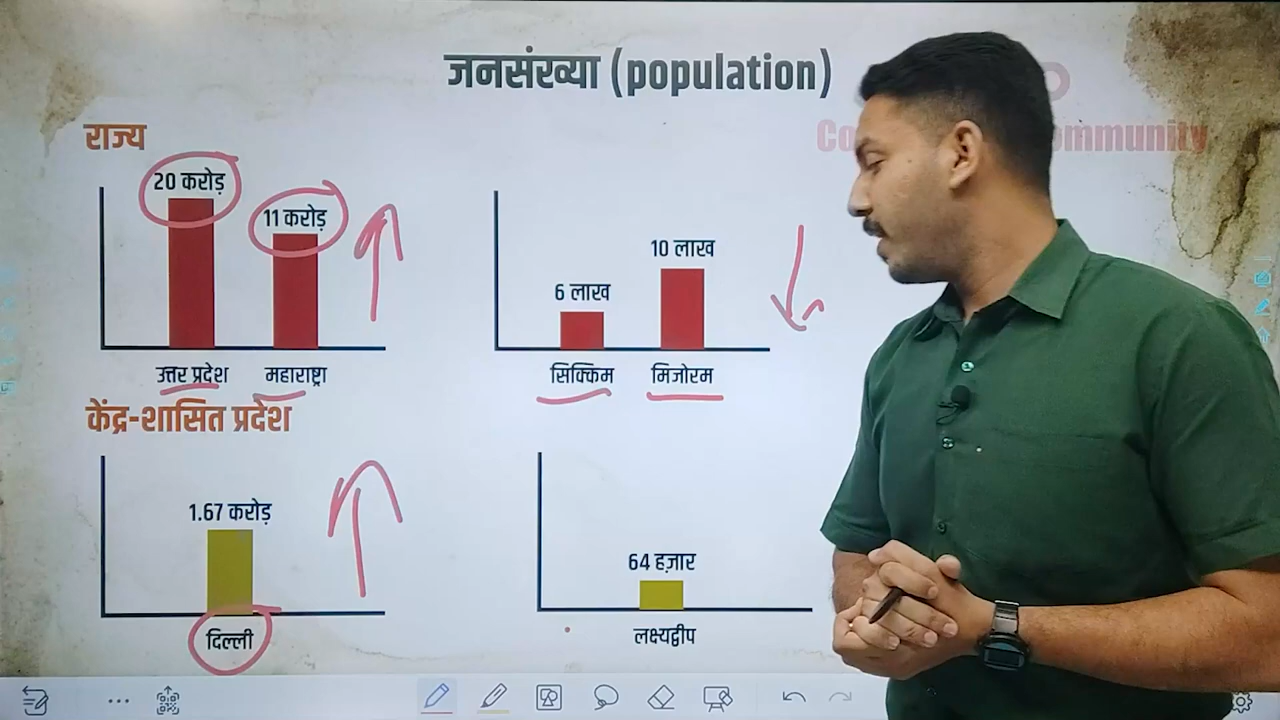 जनसंख्या (population)
राज्य
20 करोड़
11 करोड़
उत्तर प्रदेश
महाराष्ट्रा
6 लाख
10 लाख
सिक्किम
मिजोरम
केंद्र-शासित प्रदेश
1.67 करोड़
दिल्ली
64 हज़ार
लक्ष्यद्वीप
ommunity